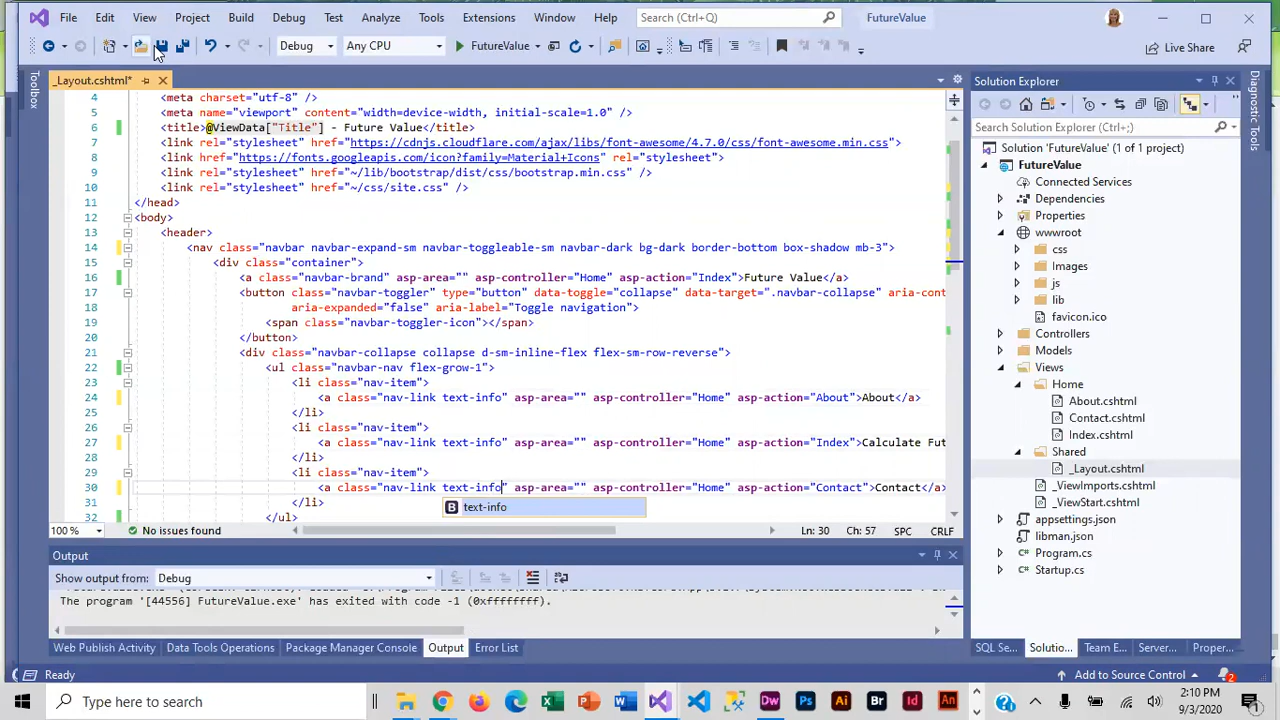 File Edit View Project Build Debug Test Analyze Tools Extensions Window Help Search (Ctrl+Q) FutureValue
Debug Any CPU FutureValue Live Share
Toolbox
_Layout.cshtml*
4 <meta charset="utf-8" />
5 <meta name="viewport" content="width=device-width, initial-scale=1.0" />
6 <title>@ViewData["Title"] - Future Value</title>
7 <link rel="stylesheet" href="https://cdnjs.cloudflare.com/ajax/libs/font-awesome/4.7.0/css/font-awesome.min.css">
8 <link href="https://fonts.googleapis.com/icon?family=Material+Icons" rel="stylesheet">
9 <link rel="stylesheet" href="~/lib/bootstrap/dist/css/bootstrap.min.css" />
10 <link rel="stylesheet" href="~/css/site.css" />
11 </head>
12 <body>
13 <header>
14 <nav class="navbar navbar-expand-sm navbar-toggleable-sm navbar-dark bg-dark border-bottom box-shadow mb-3">
15 <div class="container">
16 <a class="navbar-brand" asp-area="" asp-controller="Home" asp-action="Index">Future Value</a>
17 <button class="navbar-toggler" type="button" data-toggle="collapse" data-target=".navbar-collapse" aria-cont
18 aria-expanded="false" aria-label="Toggle navigation">
19 <span class="navbar-toggler-icon"></span>
20 </button>
21 <div class="navbar-collapse collapse d-sm-inline-flex flex-sm-row-reverse">
22 <ul class="navbar-nav flex-grow-1">
23 <li class="nav-item">
24 <a class="nav-link text-info" asp-area="" asp-controller="Home" asp-action="About">About</a>
25 </li>
26 <li class="nav-item">
27 <a class="nav-link text-info" asp-area="" asp-controller="Home" asp-action="Index">Calculate Fut
28 </li>
29 <li class="nav-item">
30 <a class="nav-link text-info" asp-area="" asp-controller="Home" asp-action="Contact">Contact</a>
31 </li>
text-info
32 </ul>
100 % No issues found Ln: 30 Ch: 57 SPC CRLF
Output
Show output from: Debug
The program '[44556] FutureValue.exe' has exited with code -1 (0xffffffff).
Web Publish Activity Data Tools Operations Package Manager Console Output Error List
Solution Explorer
Search Solution Explorer (Ctrl+;)
Solution 'FutureValue' (1 of 1 project)
FutureValue
Connected Services
Dependencies
Properties
wwwroot
css
Images
js
lib
favicon.ico
Controllers
Models
Views
Home
About.cshtml
Contact.cshtml
Index.cshtml
Shared
_Layout.cshtml
_ViewImports.cshtml
_ViewStart.cshtml
appsettings.json
libman.json
Program.cs
Startup.cs
SQL Se... Solutio... Team E... Server... Proper...
Diagnostic Tools
Ready Add to Source Control 2
Type here to search
2:10 PM
9/3/2020